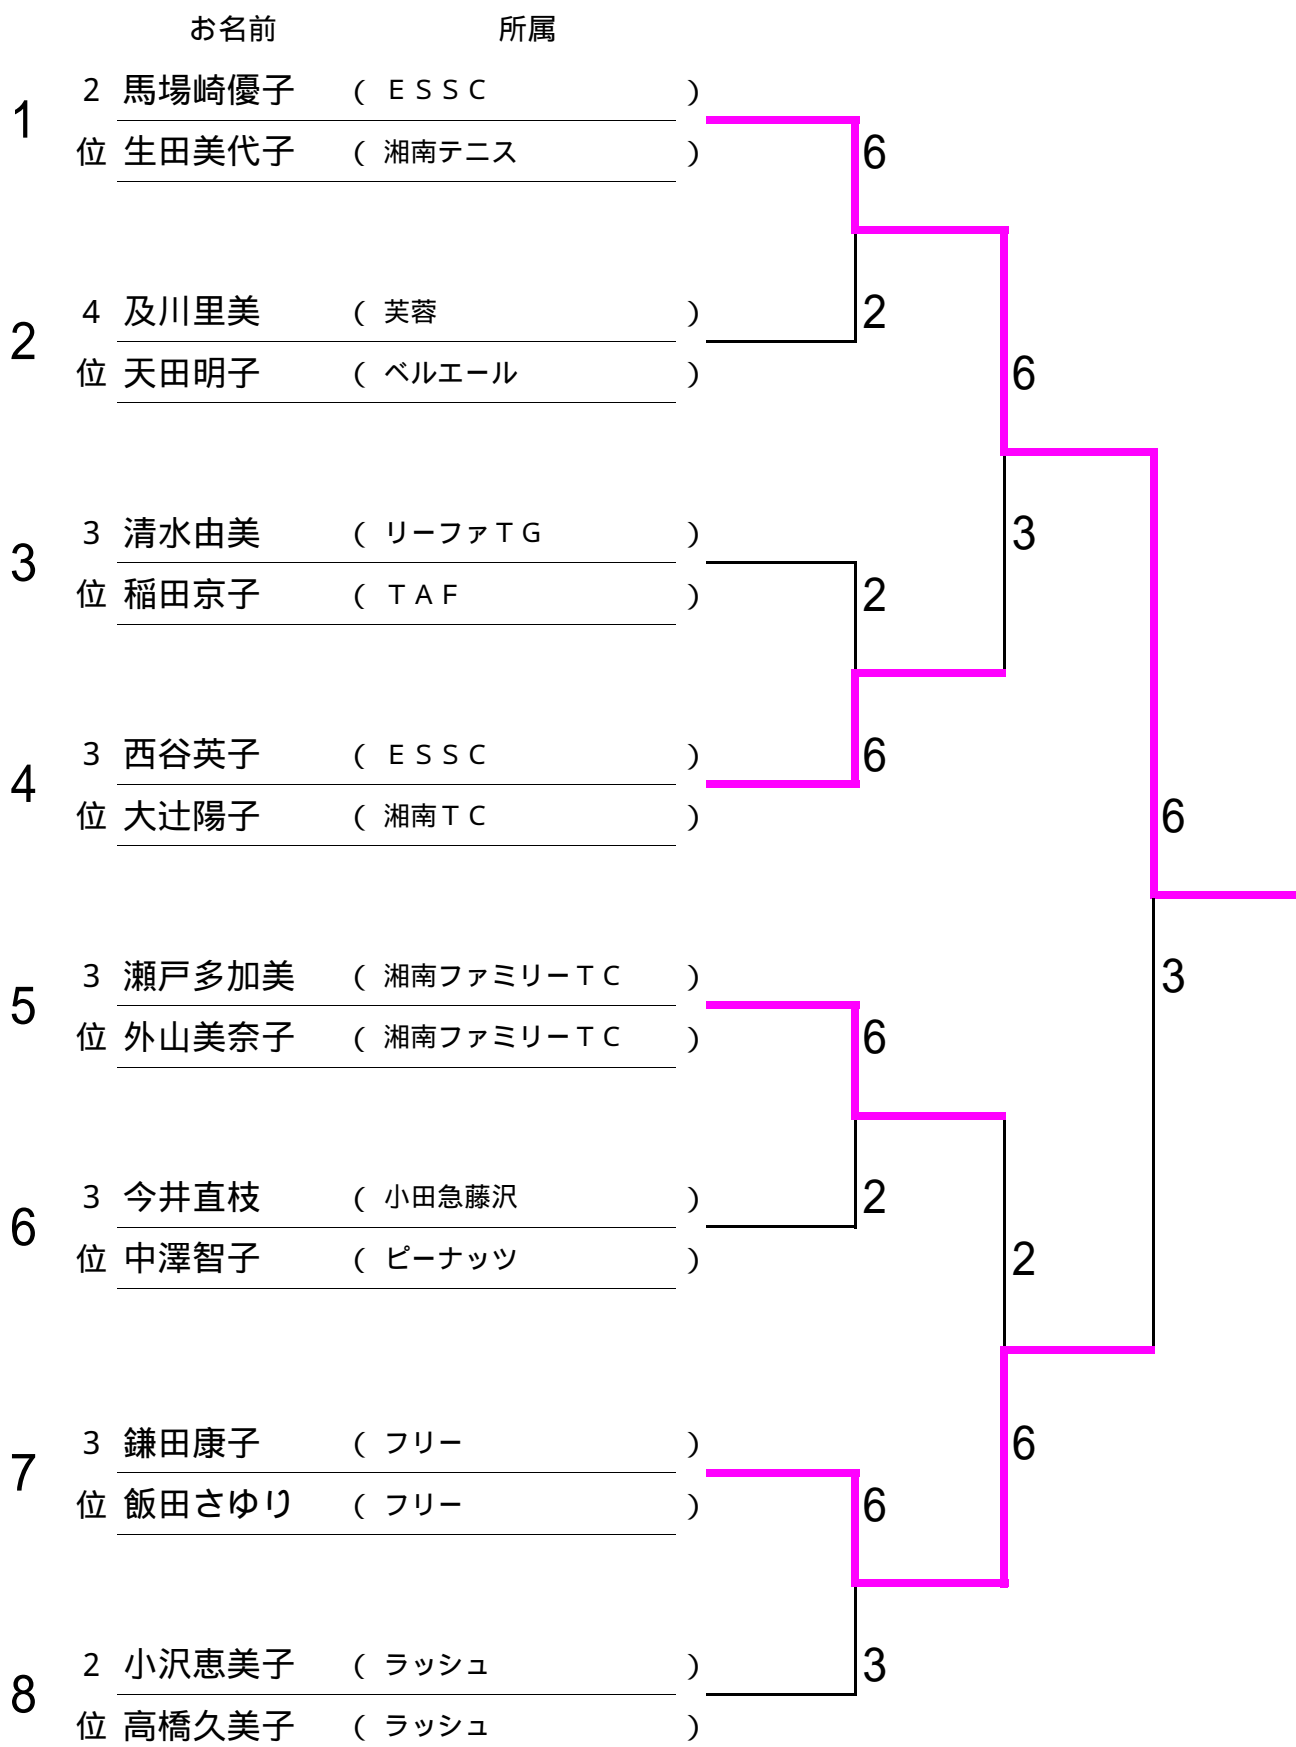 お名前 所属
1
2 馬場崎優子 ( ＥＳＳＣ )
位 生田美代子 ( 湘南テニス )
6
2
4 及川里美 ( 芙蓉 )
位 天田明子 ( ベルエール )
2
6
3
3 清水由美 ( リーファＴＧ )
位 稲田京子 ( ＴＡＦ )
2
3
4
3 西谷英子 ( ＥＳＳＣ )
位 大辻陽子 ( 湘南ＴＣ )
6
6
5
3 瀬戸多加美 ( 湘南ファミリーＴＣ )
位 外山美奈子 ( 湘南ファミリーＴＣ )
6
3
6
3 今井直枝 ( 小田急藤沢 )
位 中澤智子 ( ピーナッツ )
2
2
7
3 鎌田康子 ( フリー )
位 飯田さゆり ( フリー )
6
6
8
2 小沢恵美子 ( ラッシュ )
位 高橋久美子 ( ラッシュ )
3